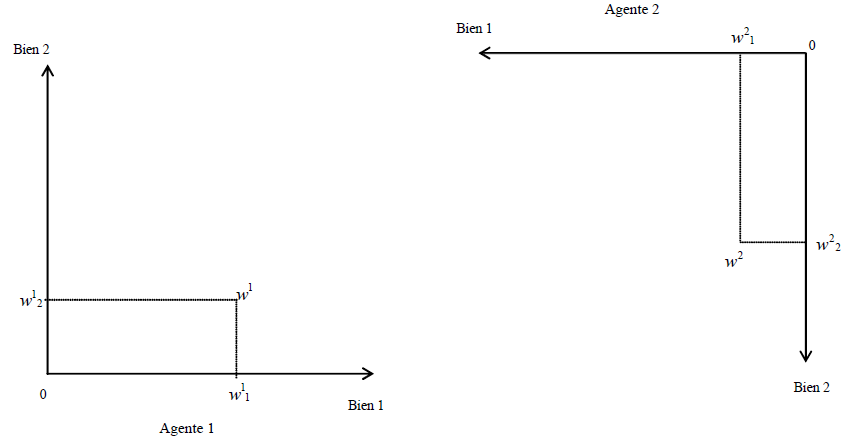 Bien 2
w¹₂
w¹
0
w¹₁
Bien 1
Agente 1
Agente 2
Bien 1
w²₁
0
w²
w²₂
Bien 2